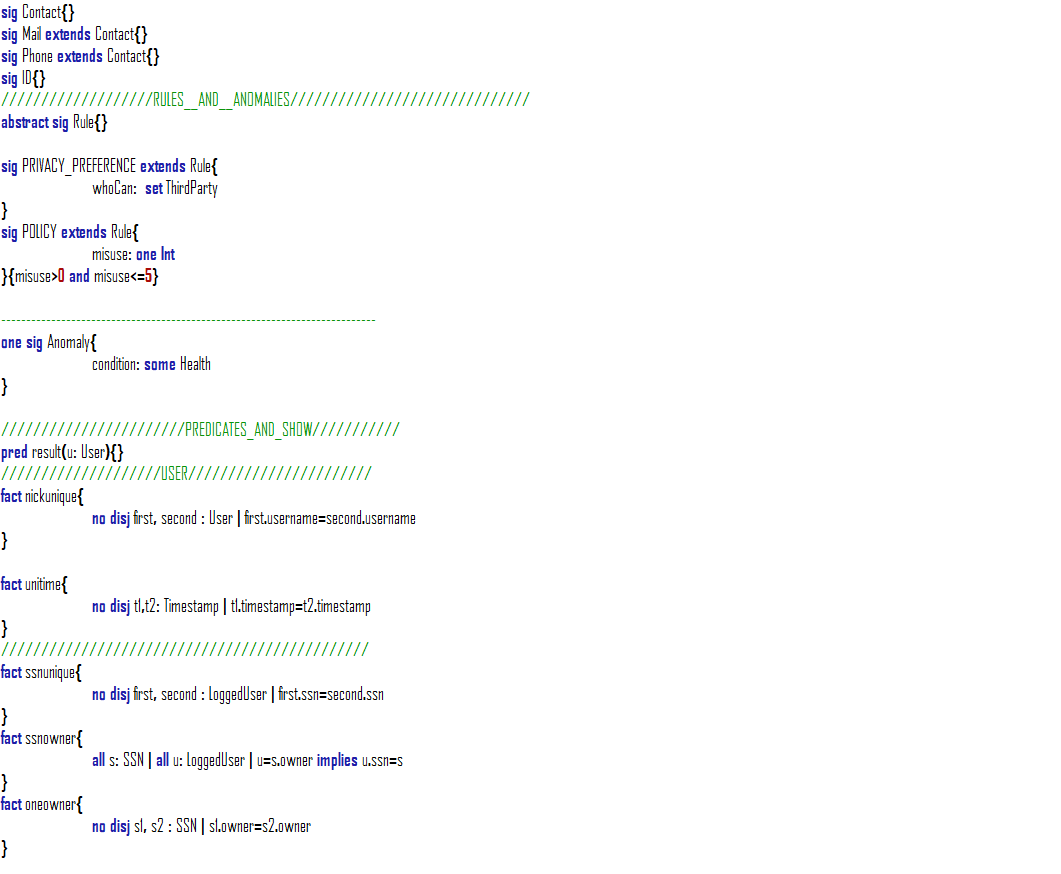 sig Contact{}
sig Mail extends Contact{}
sig Phone extends Contact{}
sig ID{}
///////////////////RULES__AND__ANOMALIES//////////////////////////////
abstract sig Rule{}
sig PRIVACY_PREFERENCE extends Rule{
whoCan: set ThirdParty
}
sig POLICY extends Rule{
misuse: one Int
}{misuse>0 and misuse<=5}
---------------------------------------------------------------------------
one sig Anomaly{
condition: some Health
}
///////////////////////PREDICATES_AND_SHOW///////////
pred result(u: User){}
////////////////////USER///////////////////////
fact nickunique{
no disj first, second : User | first.username=second.username
}
fact unitime{
no disj t1,t2: Timestamp | t1.timestamp=t2.timestamp
}
//////////////////////////////////////////////
fact ssnunique{
no disj first, second : LoggedUser | first.ssn=second.ssn
}
fact ssnowner{
all s: SSN | all u: LoggedUser | u=s.owner implies u.ssn=s
}
fact oneowner{
no disj s1, s2 : SSN | s1.owner=s2.owner
}